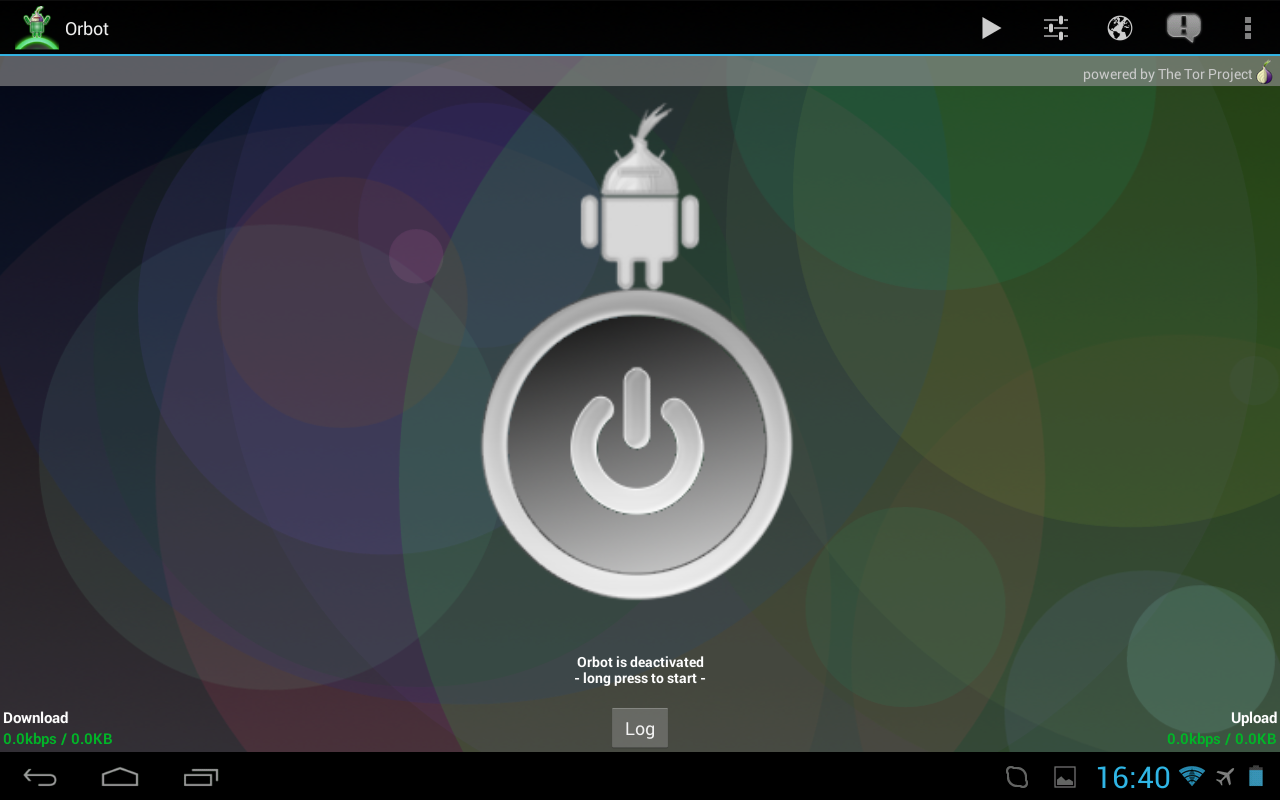 Orbot
powered by The Tor Project
Orbot is deactivated
- long press to start -
Download
0.0kbps / 0.0KB
Log
Upload
0.0kbps / 0.0KB
16:40